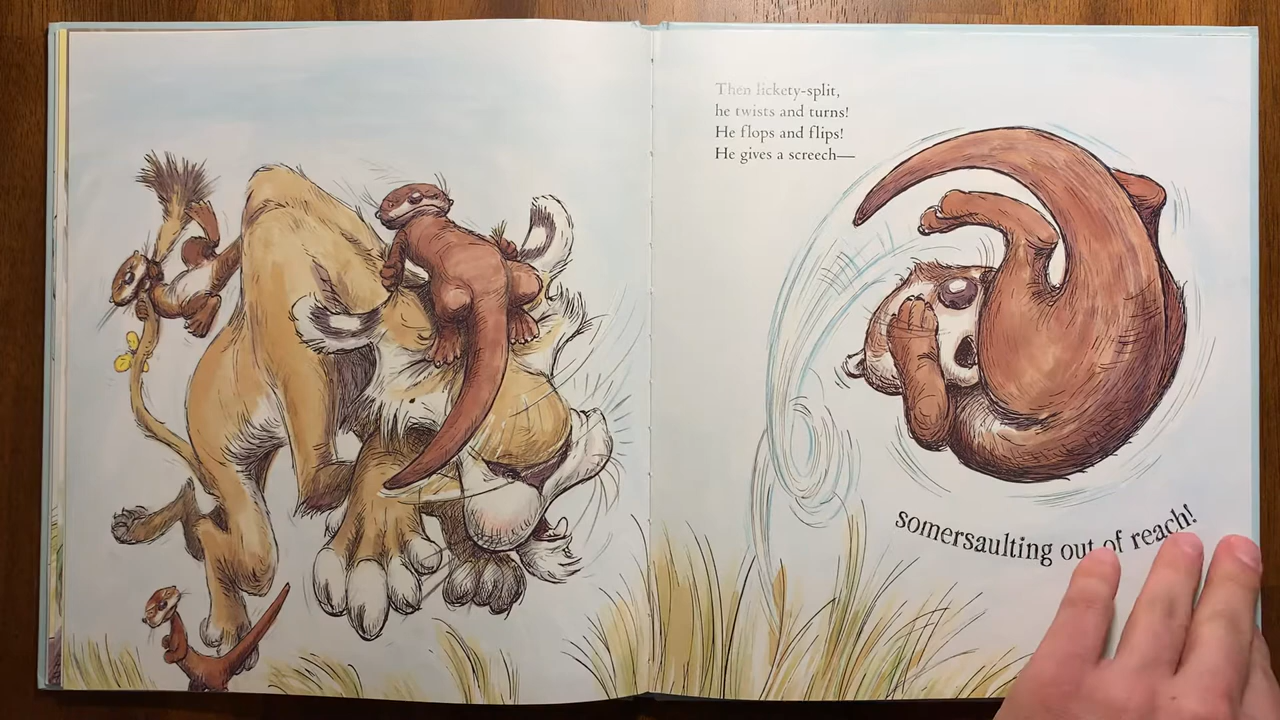 Then lickety-split,
he twists and turns!
He flops and flips!
He gives a screech—
somersaulting out of reach!